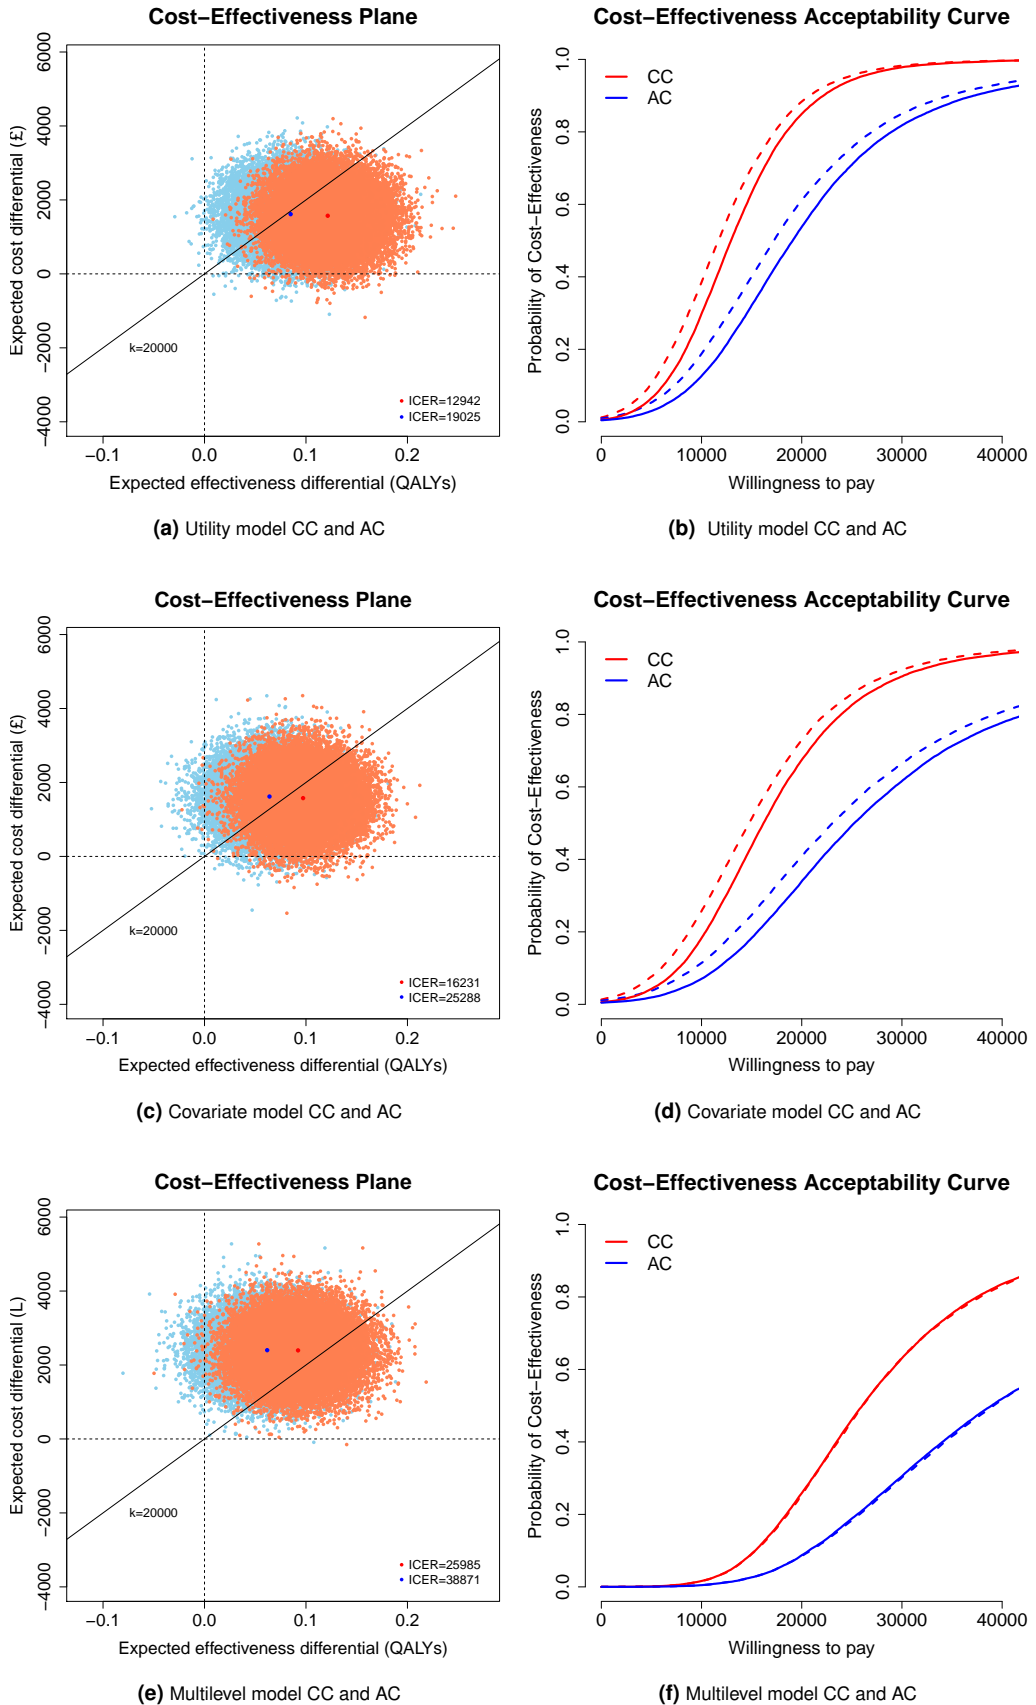 Cost−Effectiveness Plane
Expected cost differential (£)
6000
4000
2000
0
−2000
−4000
k=20000
ICER=12942
ICER=19025
−0.1 0.0 0.1 0.2
Expected effectiveness differential (QALYs)
(a) Utility model CC and AC
Cost−Effectiveness Acceptability Curve
Probability of Cost−Effectiveness
1.0
0.8
0.6
0.4
0.2
0.0
CC
AC
0 10000 20000 30000 40000
Willingness to pay
(b) Utility model CC and AC
Cost−Effectiveness Plane
Expected cost differential (£)
6000
4000
2000
0
−2000
−4000
k=20000
ICER=16231
ICER=25288
−0.1 0.0 0.1 0.2
Expected effectiveness differential (QALYs)
(c) Covariate model CC and AC
Cost−Effectiveness Acceptability Curve
Probability of Cost−Effectiveness
1.0
0.8
0.6
0.4
0.2
0.0
CC
AC
0 10000 20000 30000 40000
Willingness to pay
(d) Covariate model CC and AC
Cost−Effectiveness Plane
Expected cost differential (L)
6000
4000
2000
0
−2000
−4000
k=20000
ICER=25985
ICER=38871
−0.1 0.0 0.1 0.2
Expected effectiveness differential (QALYs)
(e) Multilevel model CC and AC
Cost−Effectiveness Acceptability Curve
Probability of Cost−Effectiveness
1.0
0.8
0.6
0.4
0.2
0.0
CC
AC
0 10000 20000 30000 40000
Willingness to pay
(f) Multilevel model CC and AC